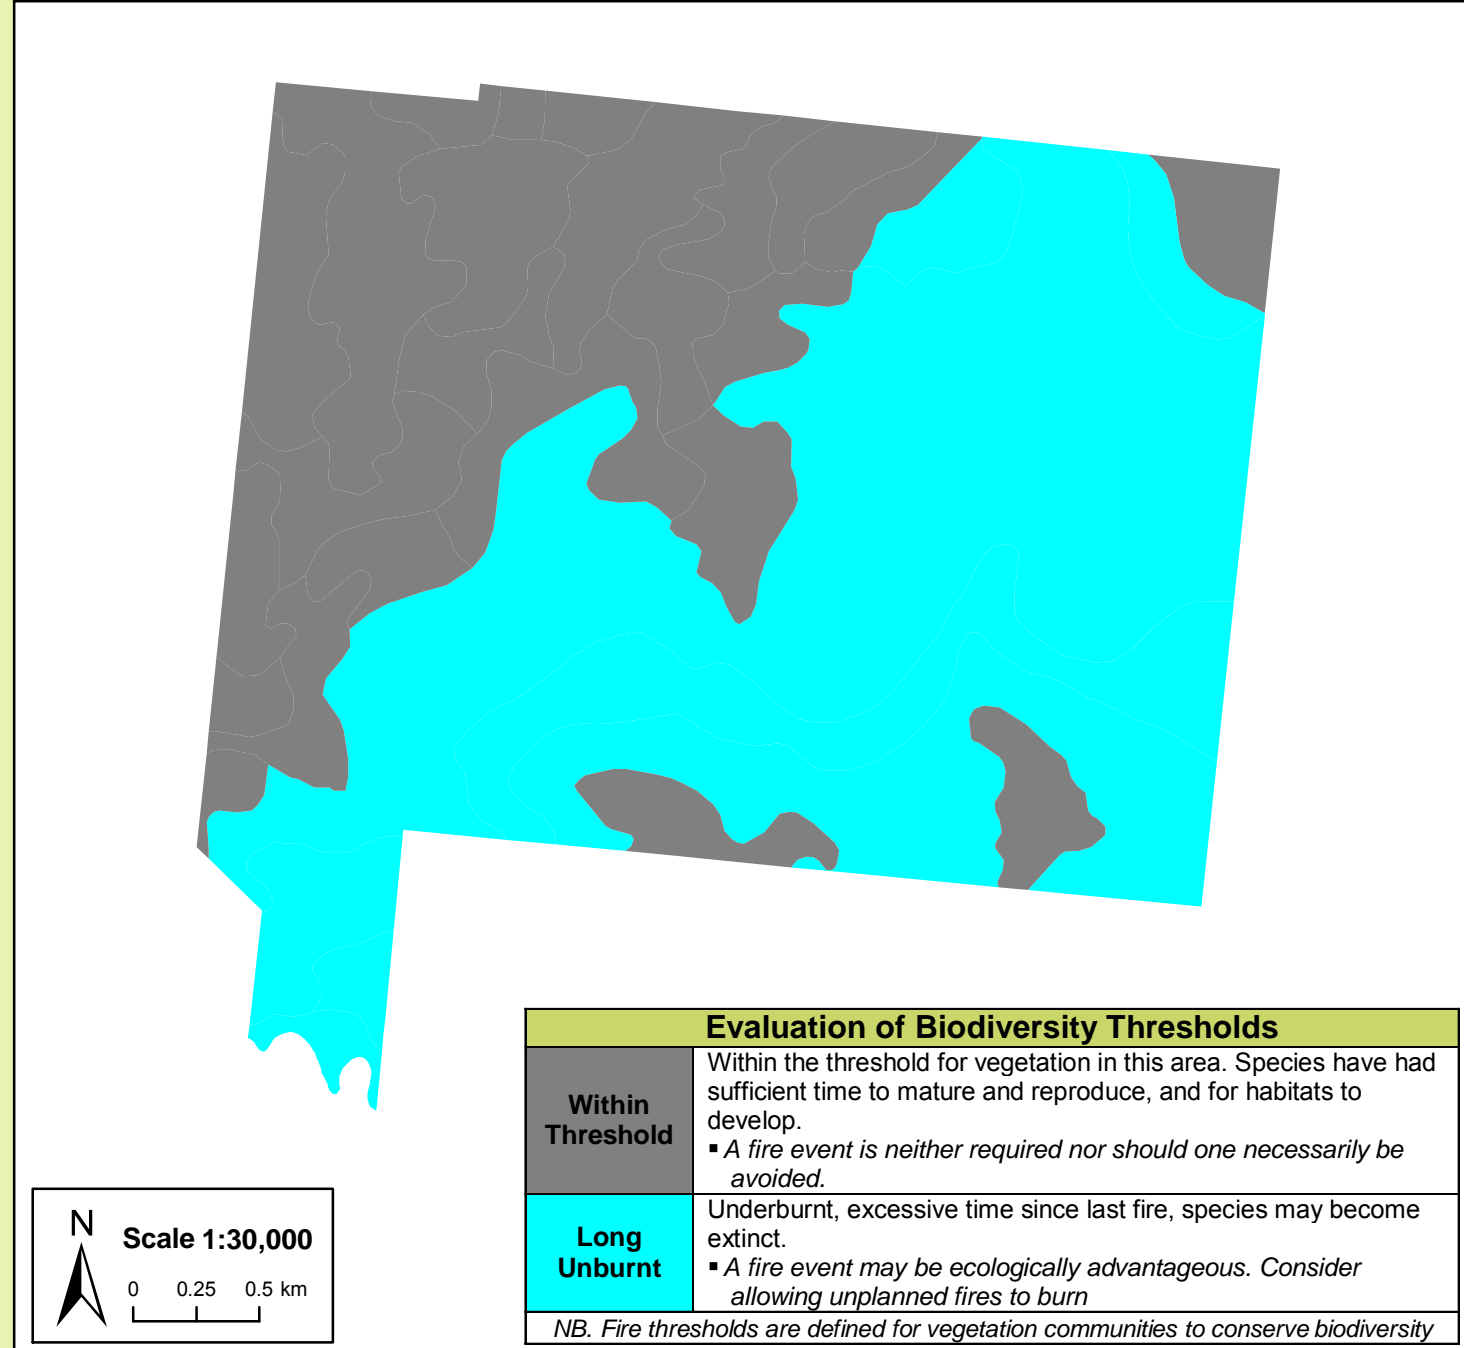 N
Scale 1:30,000
0 0.25 0.5 km
Evaluation of Biodiversity Thresholds
Within
Threshold
Within the threshold for vegetation in this area. Species have had
sufficient time to mature and reproduce, and for habitats to
develop.
▪ A fire event is neither required nor should one necessarily be
avoided.
Long
Unburnt
Underburnt, excessive time since last fire, species may become
extinct.
▪ A fire event may be ecologically advantageous. Consider
allowing unplanned fires to burn
NB. Fire thresholds are defined for vegetation communities to conserve biodiversity